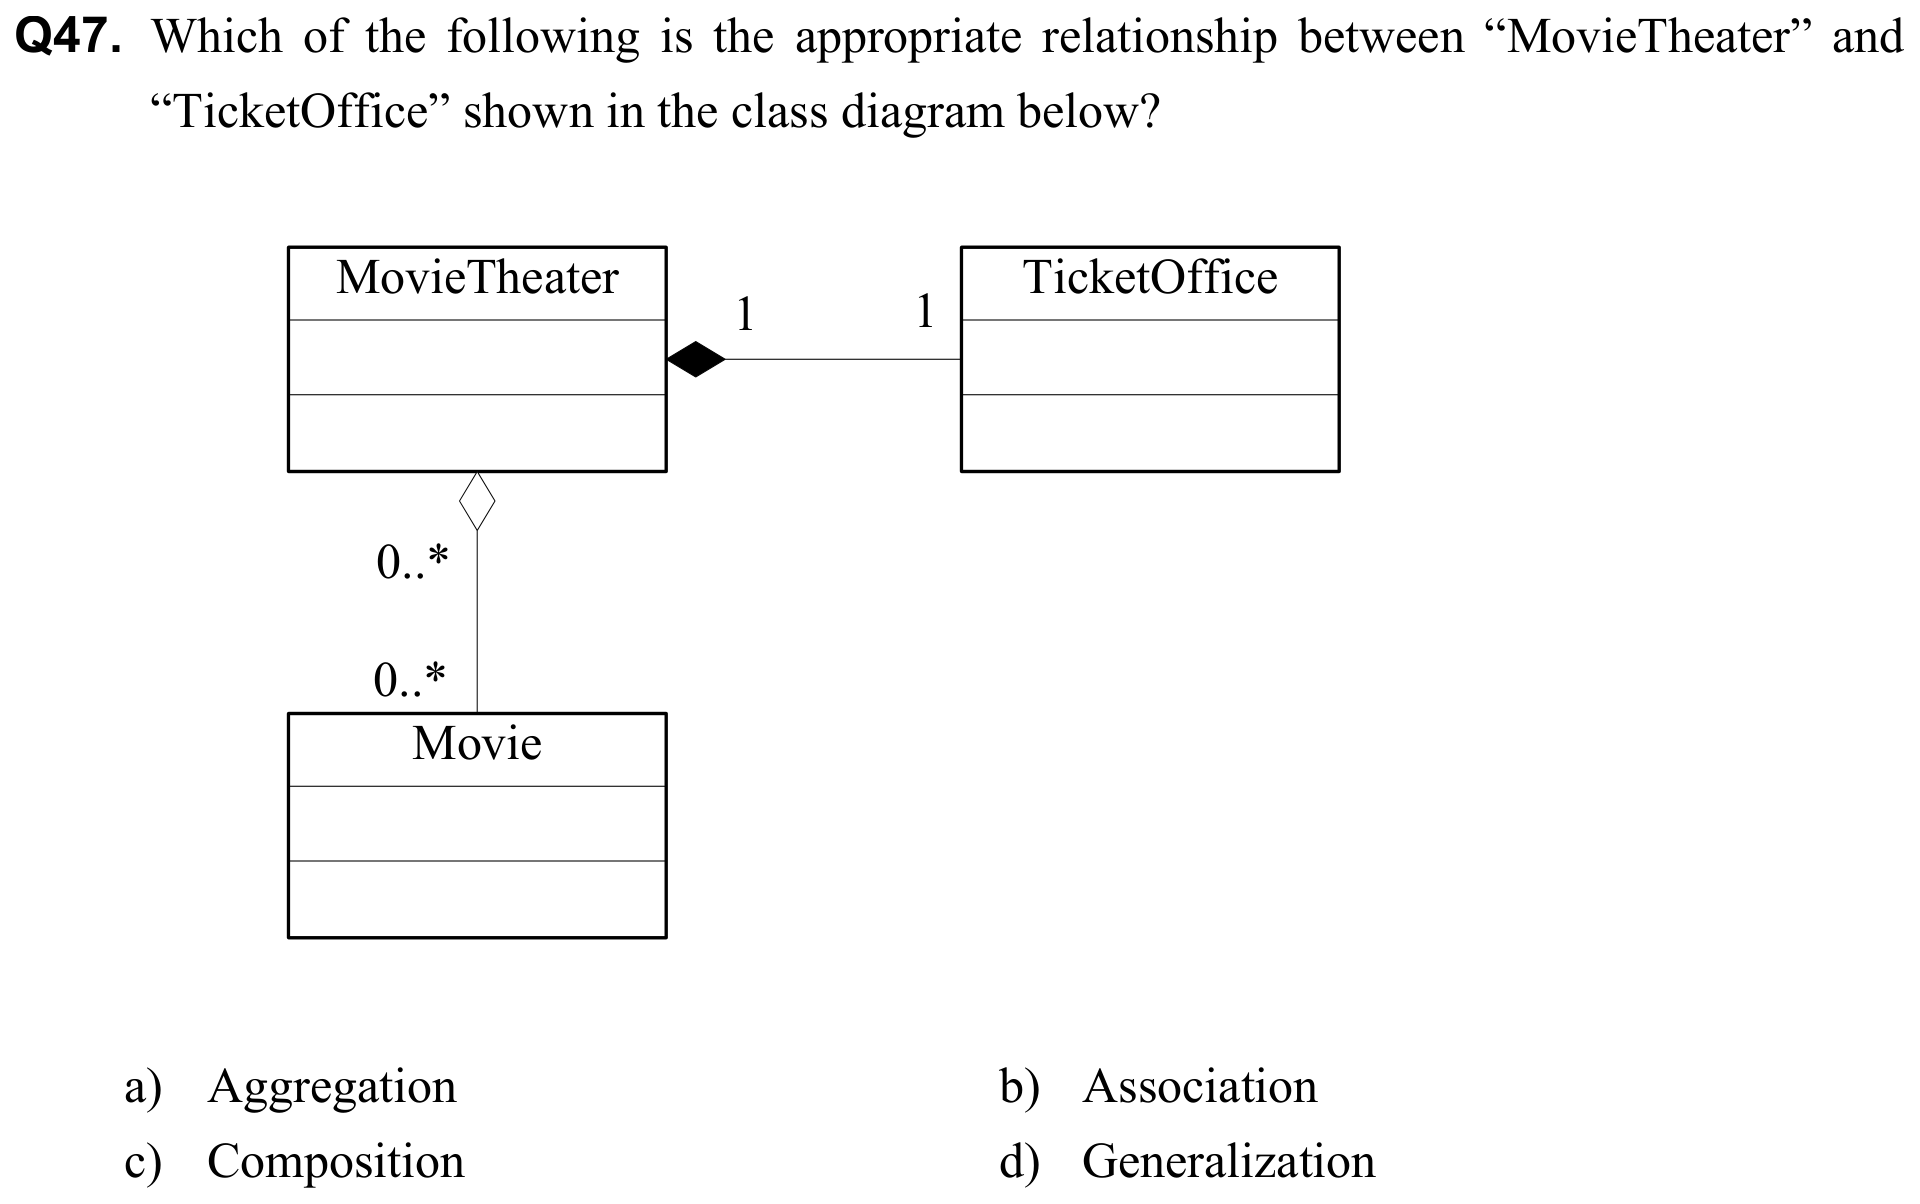 Q47. Which of the following is the appropriate relationship between “MovieTheater” and
“TicketOffice” shown in the class diagram below?
MovieTheater
TicketOffice
1
1
0..*
0..*
Movie
a) Aggregation
b) Association
c) Composition
d) Generalization